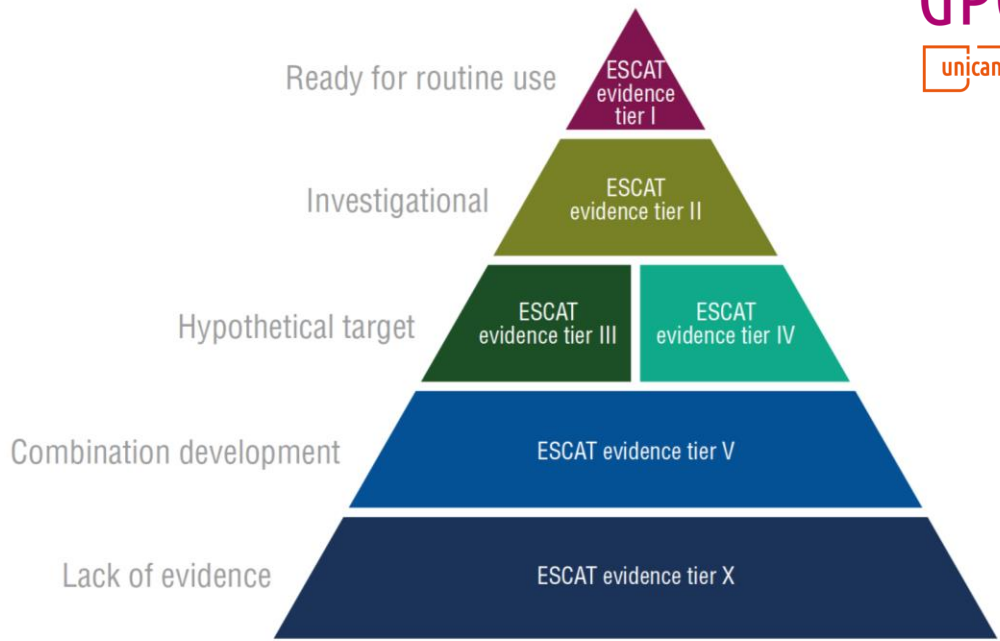 Ready for routine use
ESCAT
evidence
tier I
Investigational
ESCAT
evidence tier II
Hypothetical target
ESCAT
evidence tier III
ESCAT
evidence tier IV
Combination development
ESCAT evidence tier V
Lack of evidence
ESCAT evidence tier X